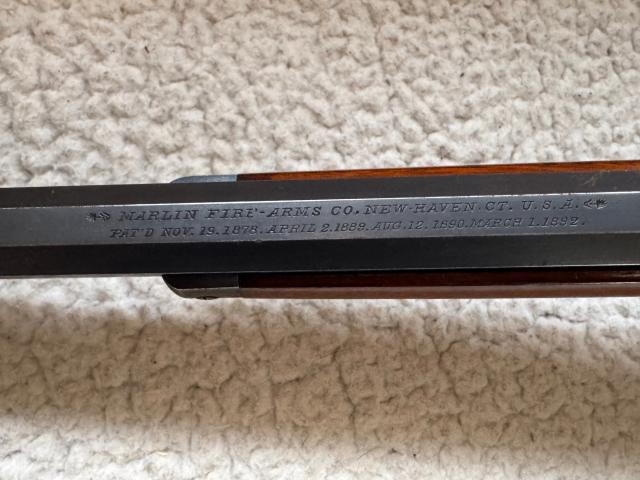 MARLIN FIRE-ARMS CO. NEW-HAVEN. CT. U.S.A.
PAT'D NOV. 19. 1878. APRIL 2. 1889. AUG. 12. 1890. MARCH 1. 1892.